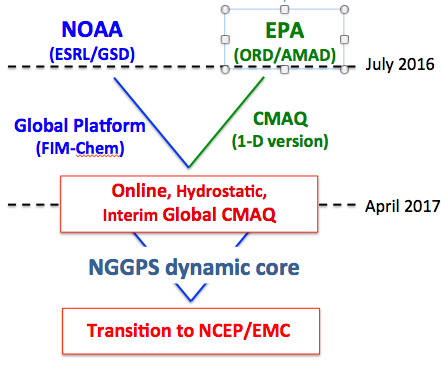 NOAA
(ESRL/GSD)
EPA
(ORD/AMAD)
July 2016
Global Platform
(FIM-Chem)
CMAQ
(1-D version)
Online, Hydrostatic,
Interim Global CMAQ
April 2017
NGGPS dynamic core
Transition to NCEP/EMC